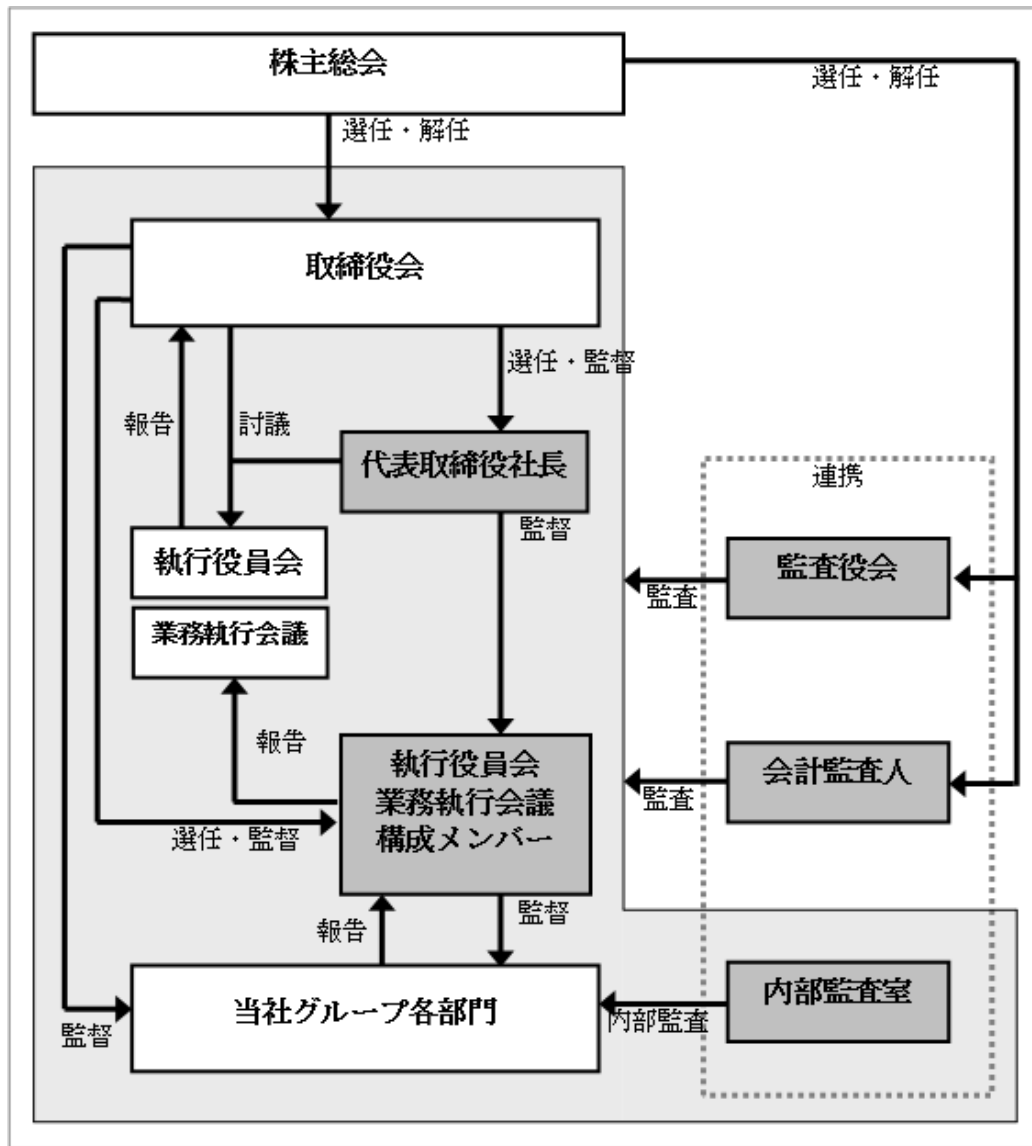 株主総会
選任・解任
選任・解任
取締役会
選任・監督
報告
討議
代表取締役社長
監督
連携
執行役員会
監査役会
監査
業務執行会議
報告
執行役員会
業務執行会議
構成メンバー
会計監査人
監査
選任・監督
報告
監督
当社グループ各部門
内部監査室
内部監査
監督